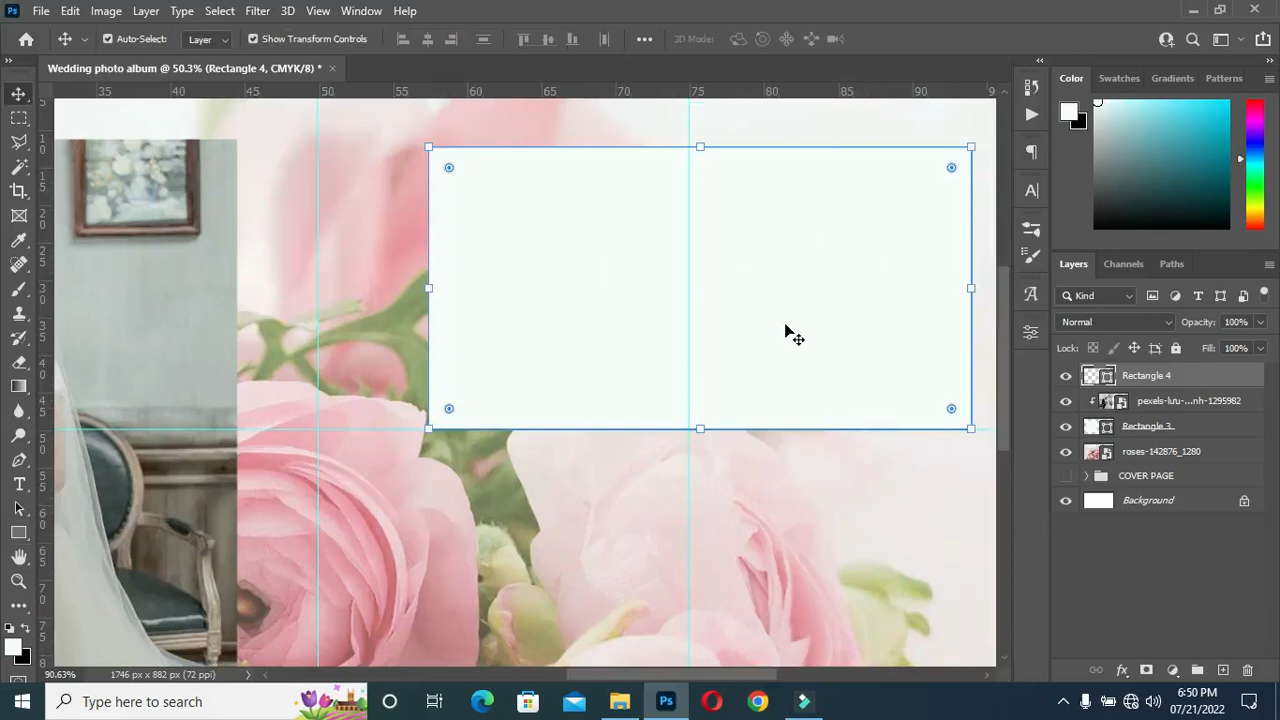 Ps File Edit Image Layer Type Select Filter 3D View Window Help
Auto-Select: Layer Show Transform Controls 3D Mode:
Wedding photo album @ 50.3% (Rectangle 4, CMYK/8) *
35 40 45 50 55 60 65 70 75 80 85 90 9
Color Swatches Gradients Patterns
Layers Channels Paths
Kind
Normal Opacity: 100%
Lock: Fill: 100%
Rectangle 4
Rectangle 3
roses-142876_1280
COVER PAGE
Background
90.63% 1746 px x 882 px (72 ppi)
Type here to search
Ps
6:50 PM
07/21/2022